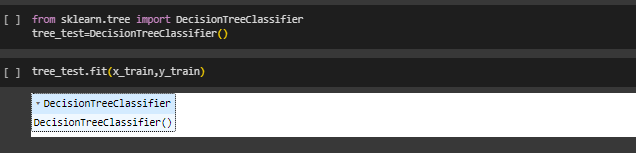 [ ] from sklearn.tree import DecisionTreeClassifier
tree_test=DecisionTreeClassifier()
[ ] tree_test.fit(x_train,y_train)
▾ DecisionTreeClassifier
DecisionTreeClassifier()